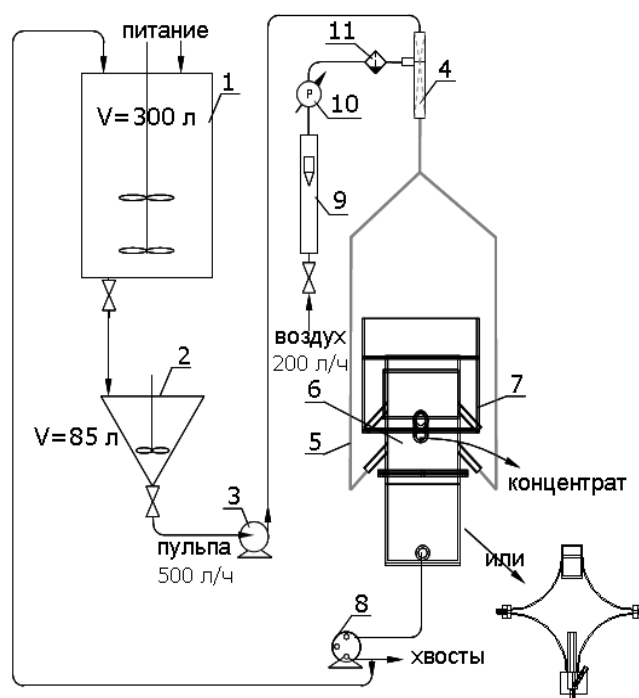 питание
1
V=300 л
11
P
10
4
9
воздух
200 л/ч
2
V=85 л
7
6
5
3
концентрат
пульпа
500 л/ч
или
8
хвосты